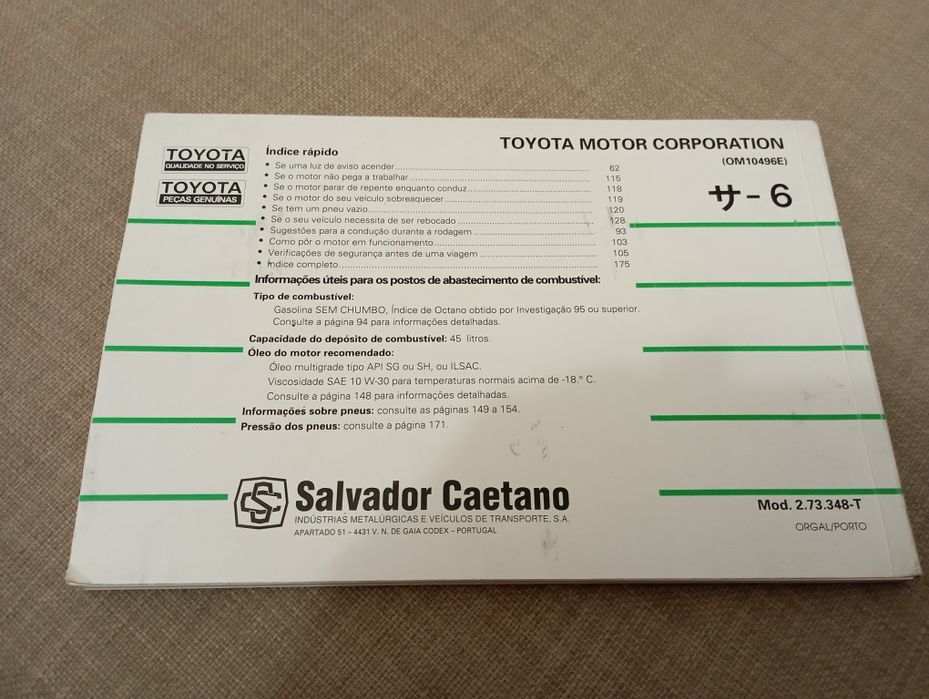 TOYOTA
QUALIDADE NO SERVIÇO
TOYOTA
PEÇAS GENUÍNAS
Índice rápido
• Se uma luz de aviso acender 62
• Se o motor não pega a trabalhar 115
• Se o motor parar de repente enquanto conduz 118
• Se o motor do seu veículo sobreaquecer 119
• Se tem um pneu vazio 120
• Se o seu veículo necessita de ser rebocado 128
• Sugestões para a condução durante a rodagem 93
• Como pôr o motor em funcionamento 103
• Verificações de segurança antes de uma viagem 105
• Índice completo 175
TOYOTA MOTOR CORPORATION
(OM10496E)
サ-6
Informações úteis para os postos de abastecimento de combustível:
Tipo de combustível:
Gasolina SEM CHUMBO, Índice de Octano obtido por Investigação 95 ou superior.
Consulte a página 94 para informações detalhadas.
Capacidade do depósito de combustível: 45 litros.
Óleo do motor recomendado:
Óleo multigrade tipo API SG ou SH, ou ILSAC.
Viscosidade SAE 10 W-30 para temperaturas normais acima de -18.º C.
Consulte a página 148 para informações detalhadas.
Informações sobre pneus: consulte as páginas 149 a 154.
Pressão dos pneus: consulte a página 171.
Salvador Caetano
INDÚSTRIAS METALÚRGICAS E VEÍCULOS DE TRANSPORTE, S.A.
APARTADO 51 – 4431 V. N. DE GAIA CODEX – PORTUGAL
Mod. 2.73.348-T
ORGAL/PORTO